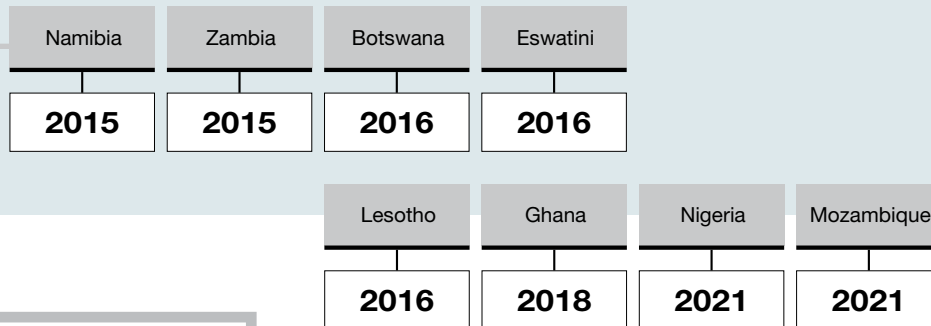 Namibia Zambia Botswana Eswatini
2015 2015 2016 2016
Lesotho Ghana Nigeria Mozambique
2016 2018 2021 2021